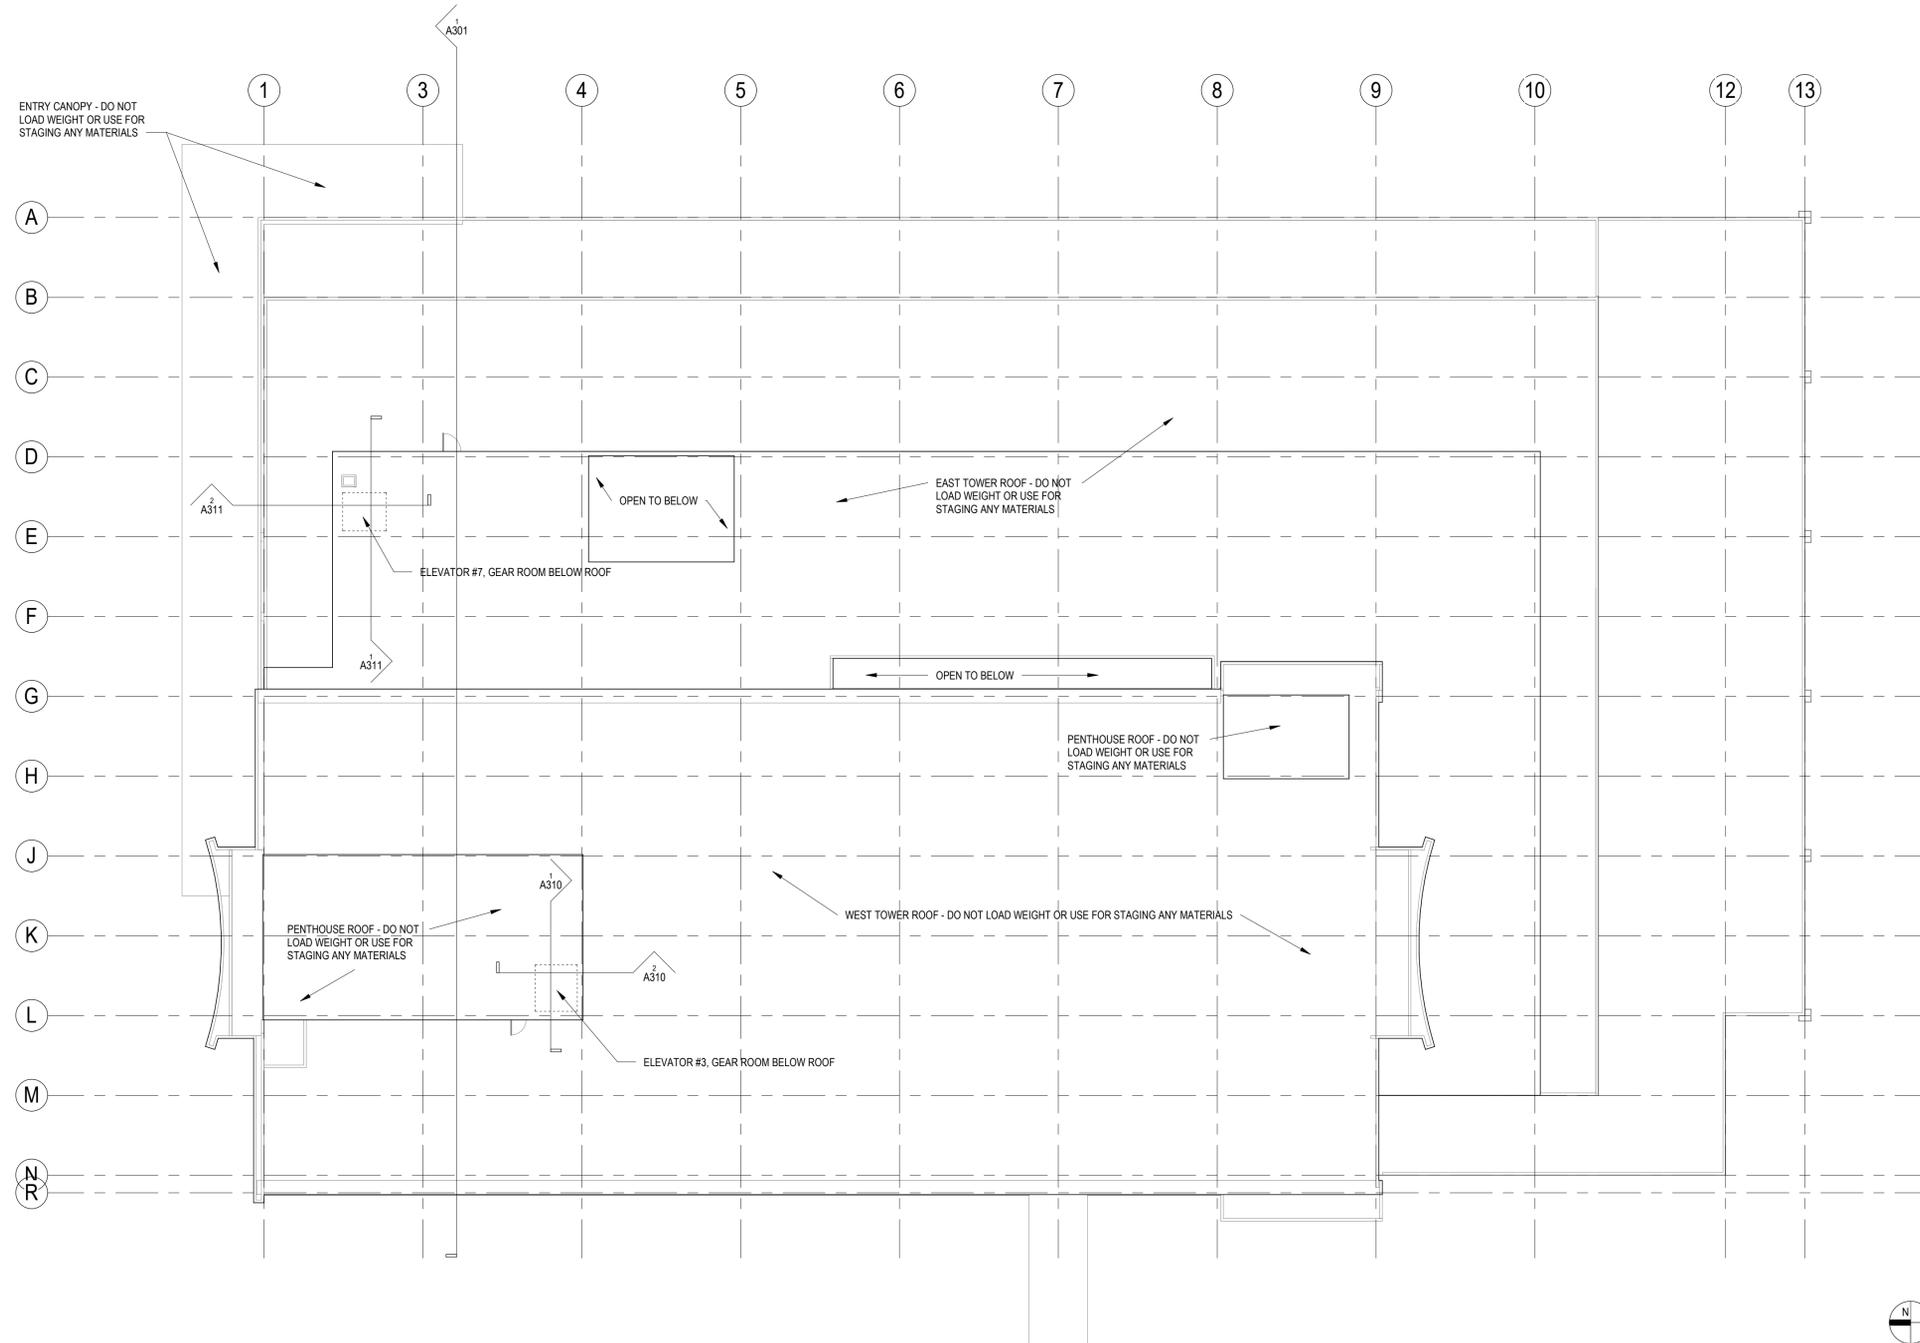 1
A301
1
3
4
5
6
7
8
9
10
12
13
ENTRY CANOPY - DO NOT
LOAD WEIGHT OR USE FOR
STAGING ANY MATERIALS
A
B
C
D
E
F
G
H
J
K
L
M
N
R
2
A311
OPEN TO BELOW
EAST TOWER ROOF - DO NOT
LOAD WEIGHT OR USE FOR
STAGING ANY MATERIALS
ELEVATOR #7, GEAR ROOM BELOW ROOF
1
A311
OPEN TO BELOW
PENTHOUSE ROOF - DO NOT
LOAD WEIGHT OR USE FOR
STAGING ANY MATERIALS
1
A310
WEST TOWER ROOF - DO NOT LOAD WEIGHT OR USE FOR STAGING ANY MATERIALS
PENTHOUSE ROOF - DO NOT
LOAD WEIGHT OR USE FOR
STAGING ANY MATERIALS
2
A310
ELEVATOR #3, GEAR ROOM BELOW ROOF
N